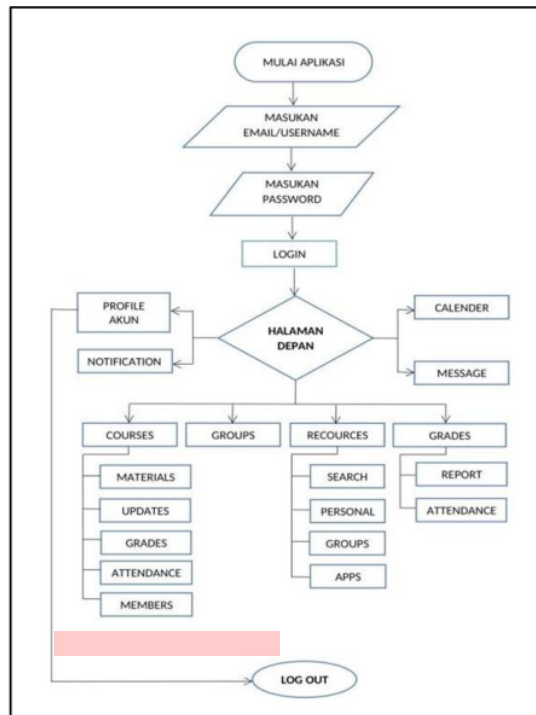 MULAI APLIKASI
MASUKAN
EMAIL/USERNAME
MASUKAN
PASSWORD
LOGIN
PROFILE
AKUN
HALAMAN
DEPAN
CALENDER
NOTIFICATION
MESSAGE
COURSES
GROUPS
RECOURCES
GRADES
MATERIALS
SEARCH
REPORT
UPDATES
PERSONAL
ATTENDANCE
GRADES
GROUPS
ATTENDANCE
APPS
MEMBERS
LOG OUT